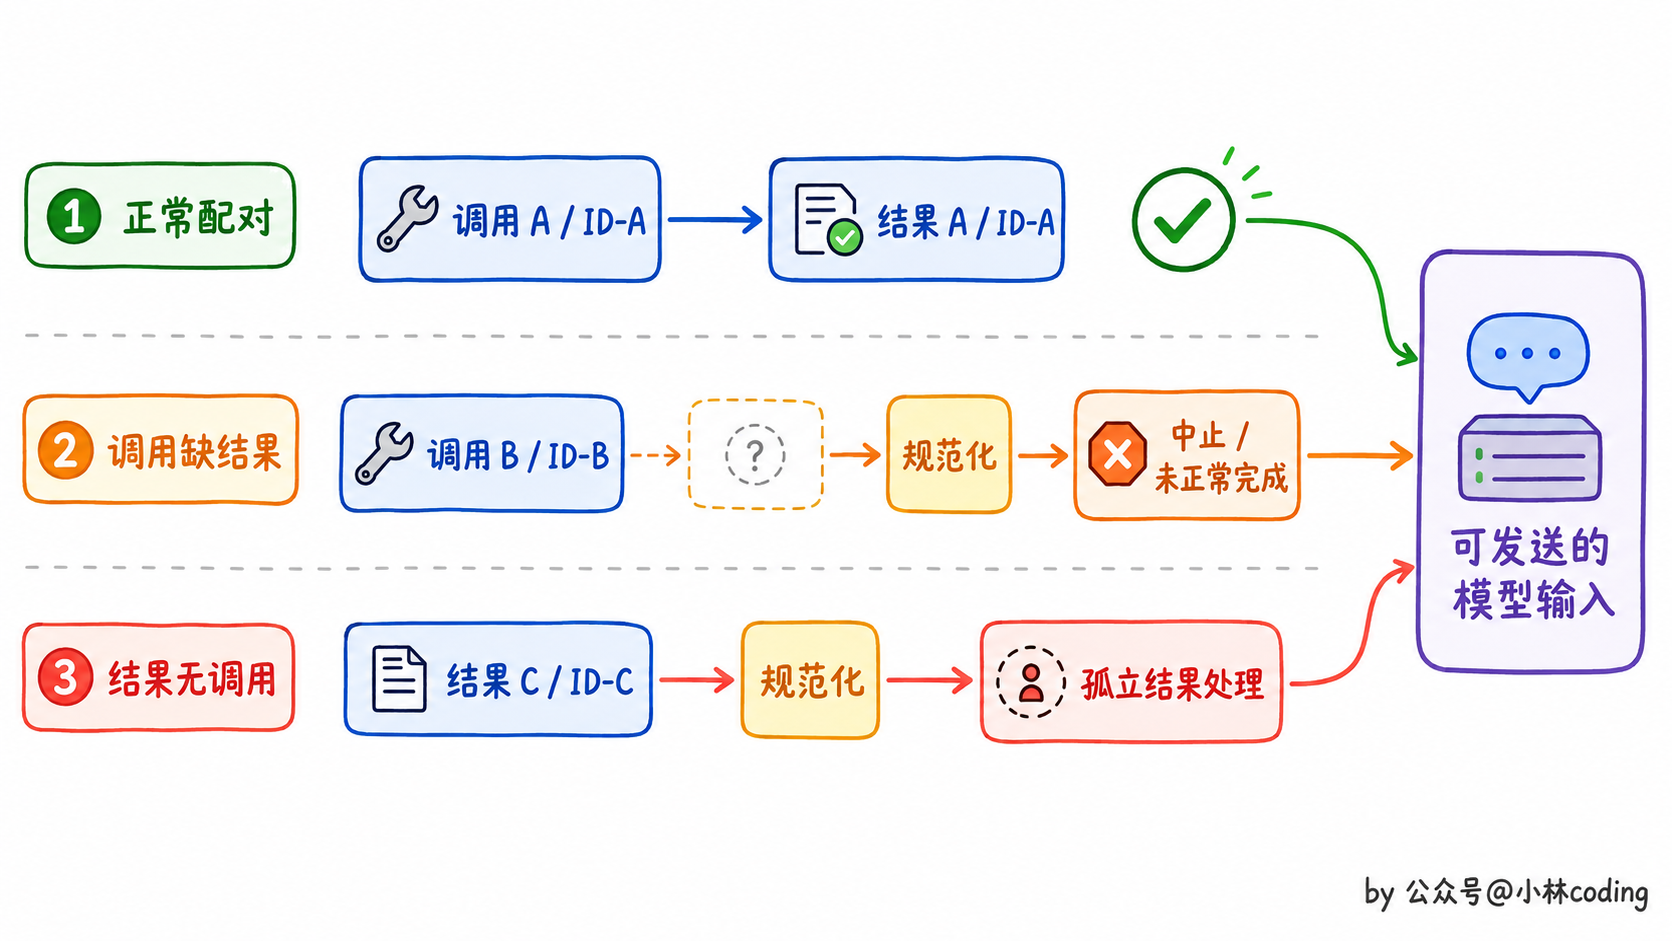 1 正常配对
调用 A / ID-A
结果 A / ID-A
2 调用缺结果
调用 B / ID-B
?
规范化
中止 /
未正常完成
3 结果无调用
结果 C / ID-C
规范化
孤立结果处理
可发送的
模型输入
by 公众号@小林coding